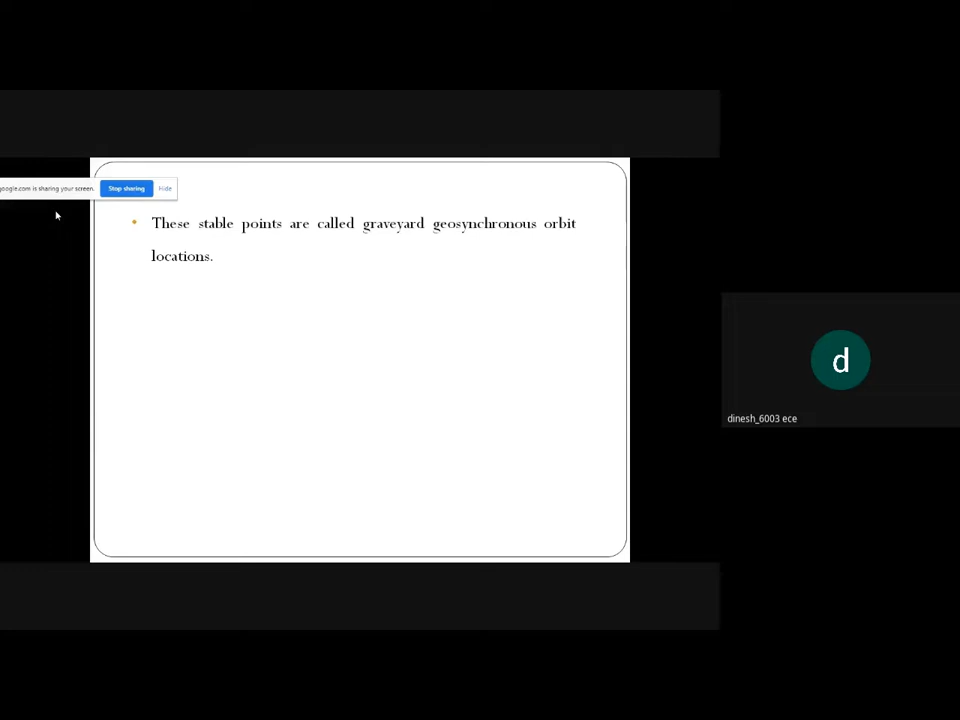 google.com is sharing your screen. Stop sharing Hide
• These stable points are called graveyard geosynchronous orbit
locations.
d
dinesh_6003 ece